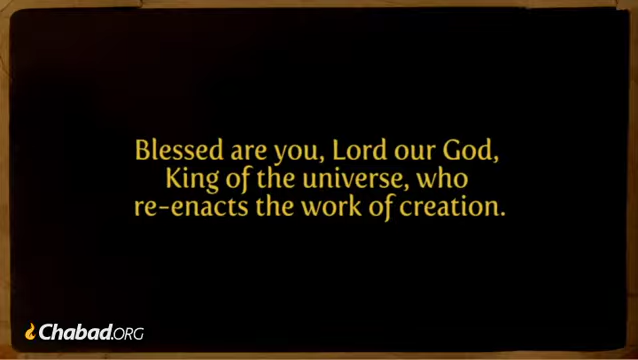 Blessed are you, Lord our God,
King of the universe, who
re-enacts the work of creation.
Chabad.ORG